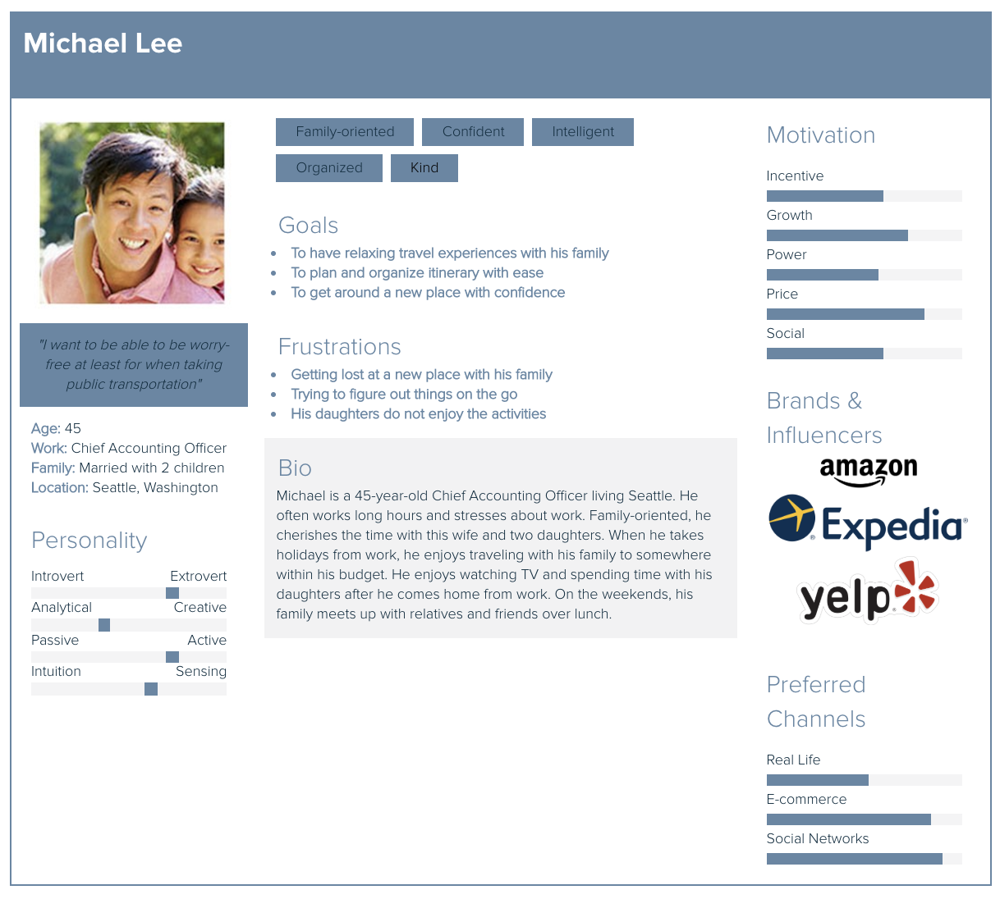 Michael Lee
"I want to be able to be worry-
free at least for when taking
public transportation"
Age: 45
Work: Chief Accounting Officer
Family: Married with 2 children
Location: Seattle, Washington
Personality
Introvert Extrovert
Analytical Creative
Passive Active
Intuition Sensing
Family-oriented Confident Intelligent
Organized Kind
Goals
To have relaxing travel experiences with his family
To plan and organize itinerary with ease
To get around a new place with confidence
Frustrations
Getting lost at a new place with his family
Trying to figure out things on the go
His daughters do not enjoy the activities
Bio
Michael is a 45-year-old Chief Accounting Officer living Seattle. He
often works long hours and stresses about work. Family-oriented, he
cherishes the time with this wife and two daughters. When he takes
holidays from work, he enjoys traveling with his family to somewhere
within his budget. He enjoys watching TV and spending time with his
daughters after he comes home from work. On the weekends, his
family meets up with relatives and friends over lunch.
Motivation
Incentive
Growth
Power
Price
Social
Brands &
Influencers
amazon
Expedia®
yelp
Preferred
Channels
Real Life
E-commerce
Social Networks